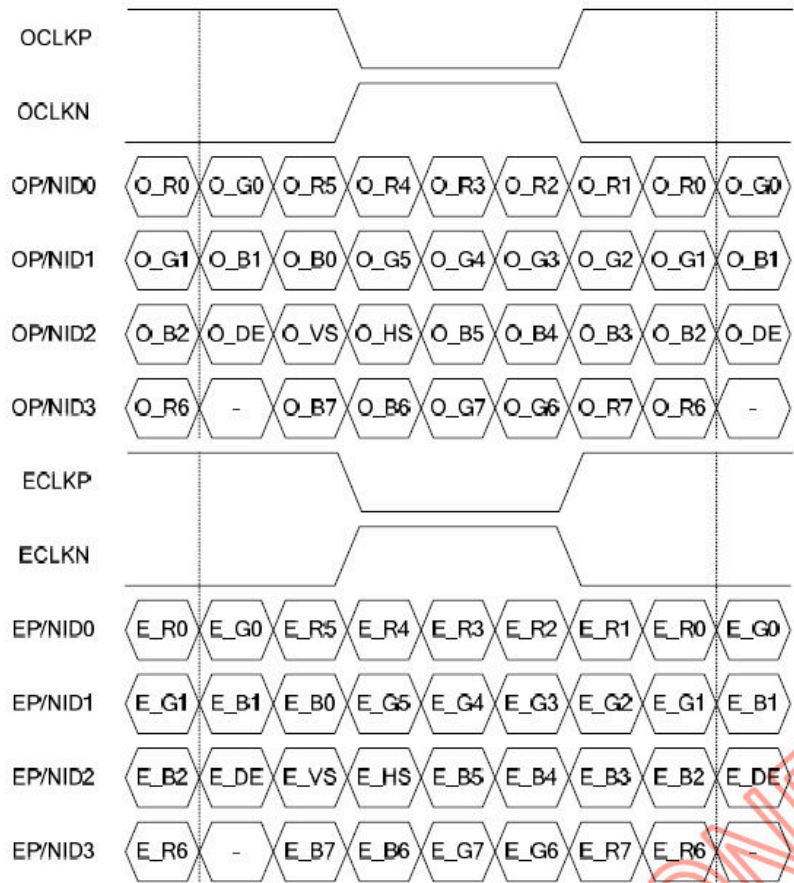 OCLKP
OCLKN
OP/NID0 O_R0 O_G0 O_R5 O_R4 O_R3 O_R2 O_R1 O_R0 O_G0
OP/NID1 O_G1 O_B1 O_B0 O_G5 O_G4 O_G3 O_G2 O_G1 O_B1
OP/NID2 O_B2 O_DE O_VS O_HS O_B5 O_B4 O_B3 O_B2 O_DE
OP/NID3 O_R6 - O_B7 O_B6 O_G7 O_G6 O_R7 O_R6 -
ECLKP
ECLKN
EP/NID0 E_R0 E_G0 E_R5 E_R4 E_R3 E_R2 E_R1 E_R0 E_G0
EP/NID1 E_G1 E_B1 E_B0 E_G5 E_G4 E_G3 E_G2 E_G1 E_B1
EP/NID2 E_B2 E_DE E_VS E_HS E_B5 E_B4 E_B3 E_B2 E_DE
EP/NID3 E_R6 - E_B7 E_B6 E_G7 E_G6 E_R7 E_R6 -